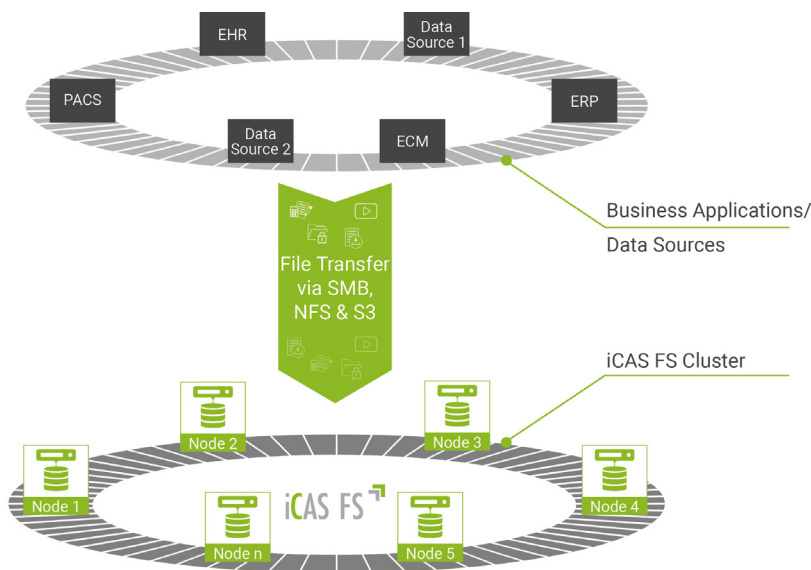 EHR
Data
Source 1
PACS
ERP
Data
Source 2
ECM
Business Applications/
Data Sources
File Transfer
via SMB,
NFS & S3
iCAS FS Cluster
Node 2
Node 3
Node 1
Node 4
iCAS FS
Node n
Node 5